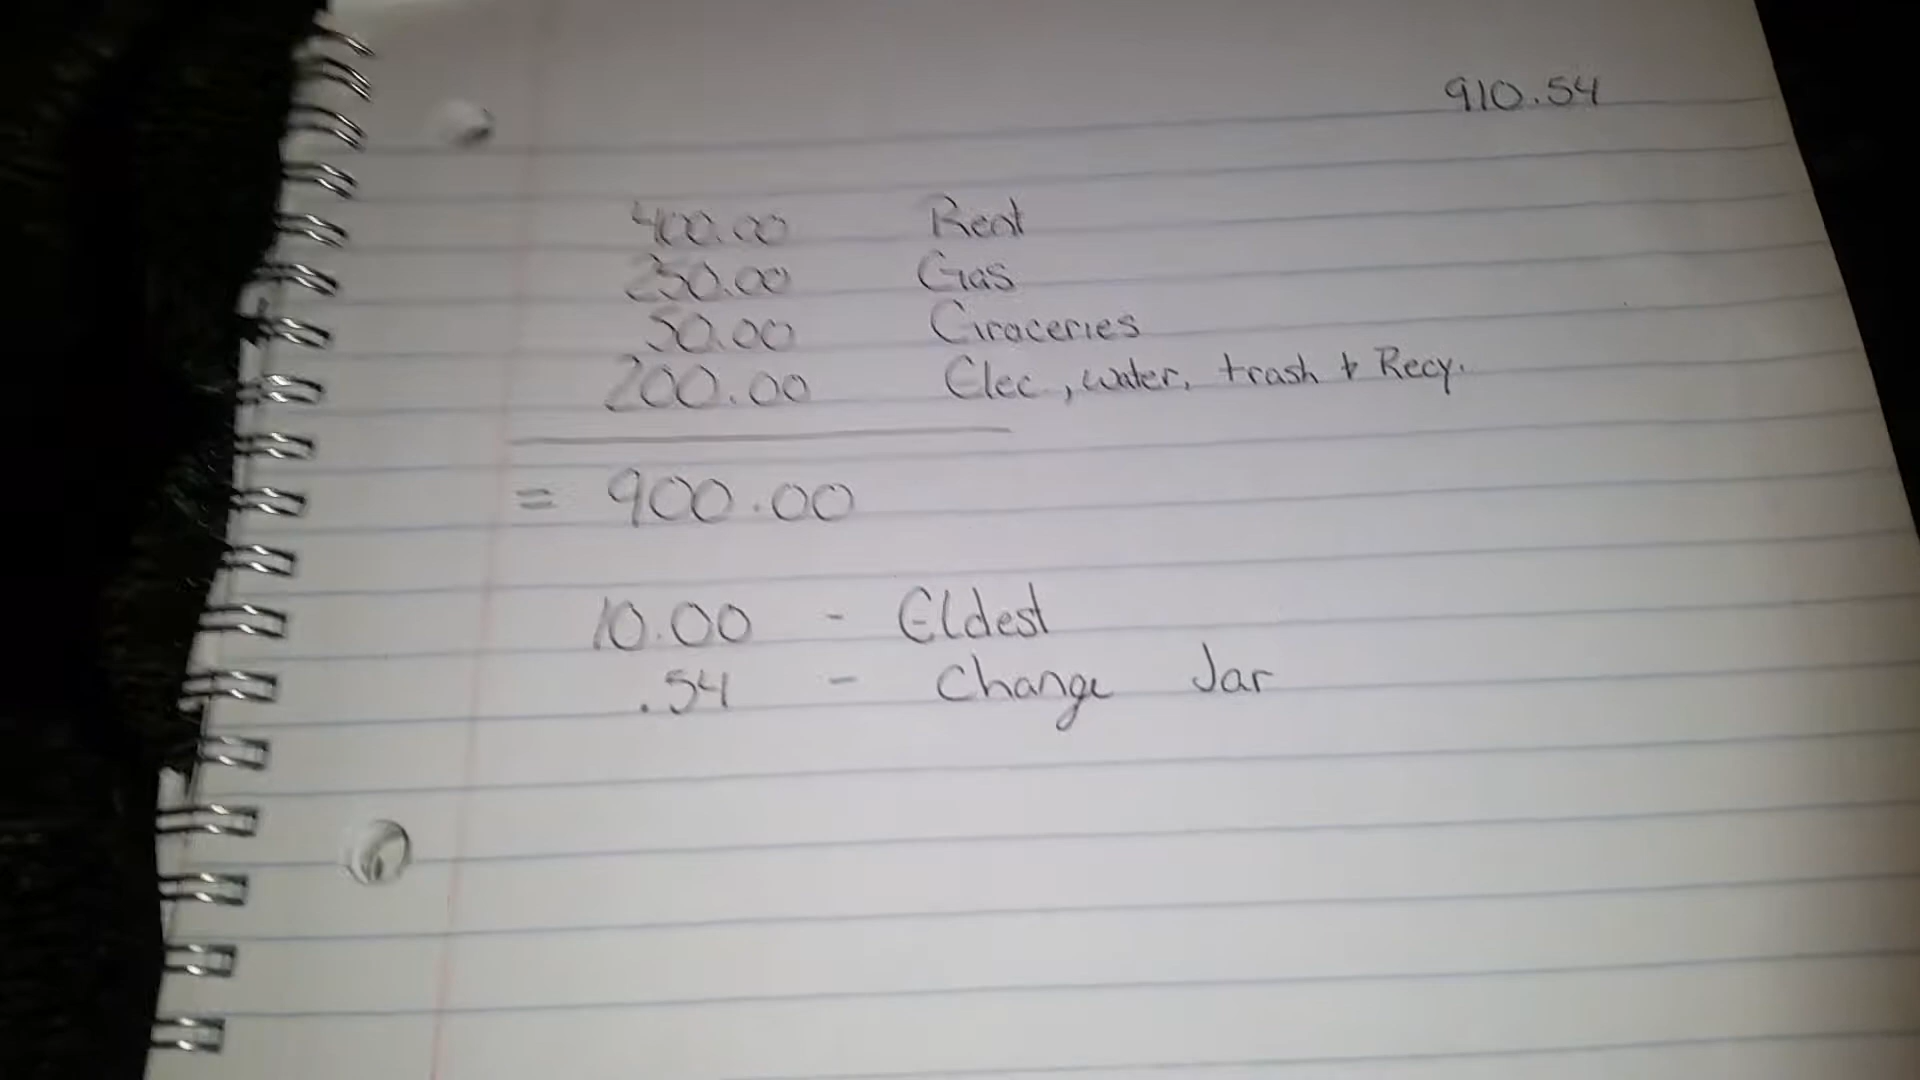 910.54
400.00 Rent
250.00 Gas
50.00 Groceries
200.00 Elec, water, trash & Recy.
= 900.00
10.00 - Eldest
.54 - Change Jar